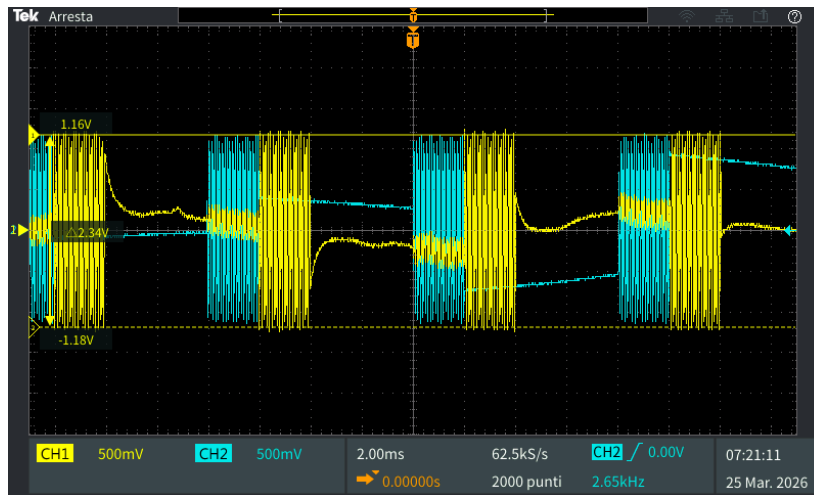 Tek Arresta
T
1.16V
△2.34V
-1.18V
CH1 500mV CH2 500mV 2.00ms 62.5kS/s CH2 0.00V 07:21:11
0.00000s 2000 punti 2.65kHz 25 Mar. 2026